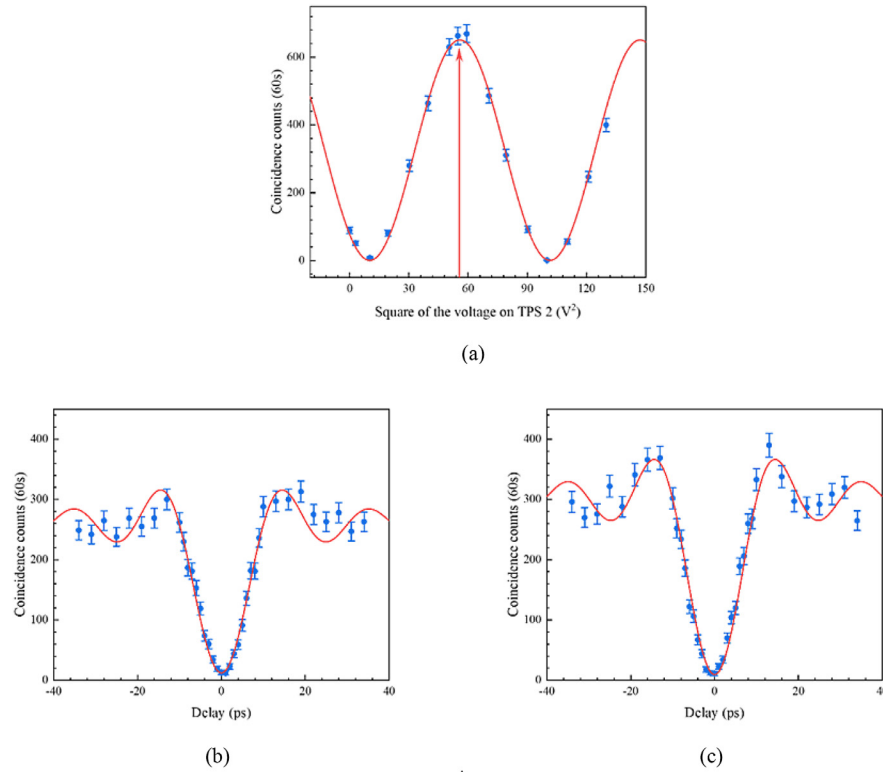 600
400
200
0
Coincidence counts (60s)
0 30 60 90 120 150
Square of the voltage on TPS 2 (V²)
(a)
400
300
200
100
0
Coincidence counts (60s)
-40 -20 0 20 40
Delay (ps)
(b)
400
300
200
100
0
Coincidence counts (60s)
-40 -20 0 20 40
Delay (ps)
(c)